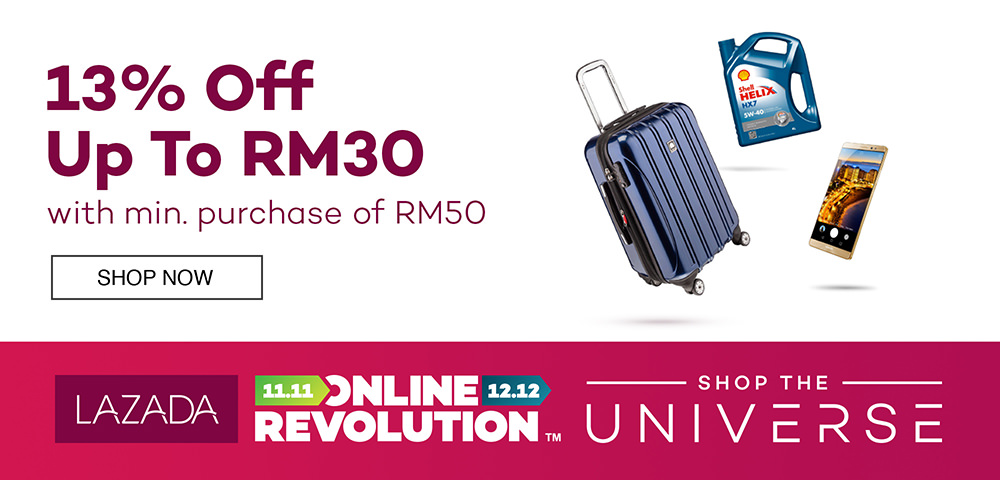 13% Off
Up To RM30
with min. purchase of RM50
SHOP NOW
Shell
HELIX
HX7
5W-40
LAZADA
11.11 ONLINE 12.12
REVOLUTION TM
SHOP THE
UNIVERSE